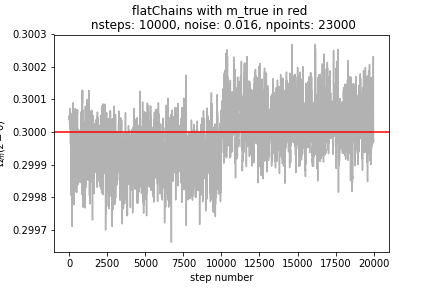 flatChains with m_true in red
nsteps: 10000, noise: 0.016, npoints: 23000
0.3003
0.3002
0.3001
0.3000
0.2999
0.2998
0.2997
0 2500 5000 7500 10000 12500 15000 17500 20000
step number